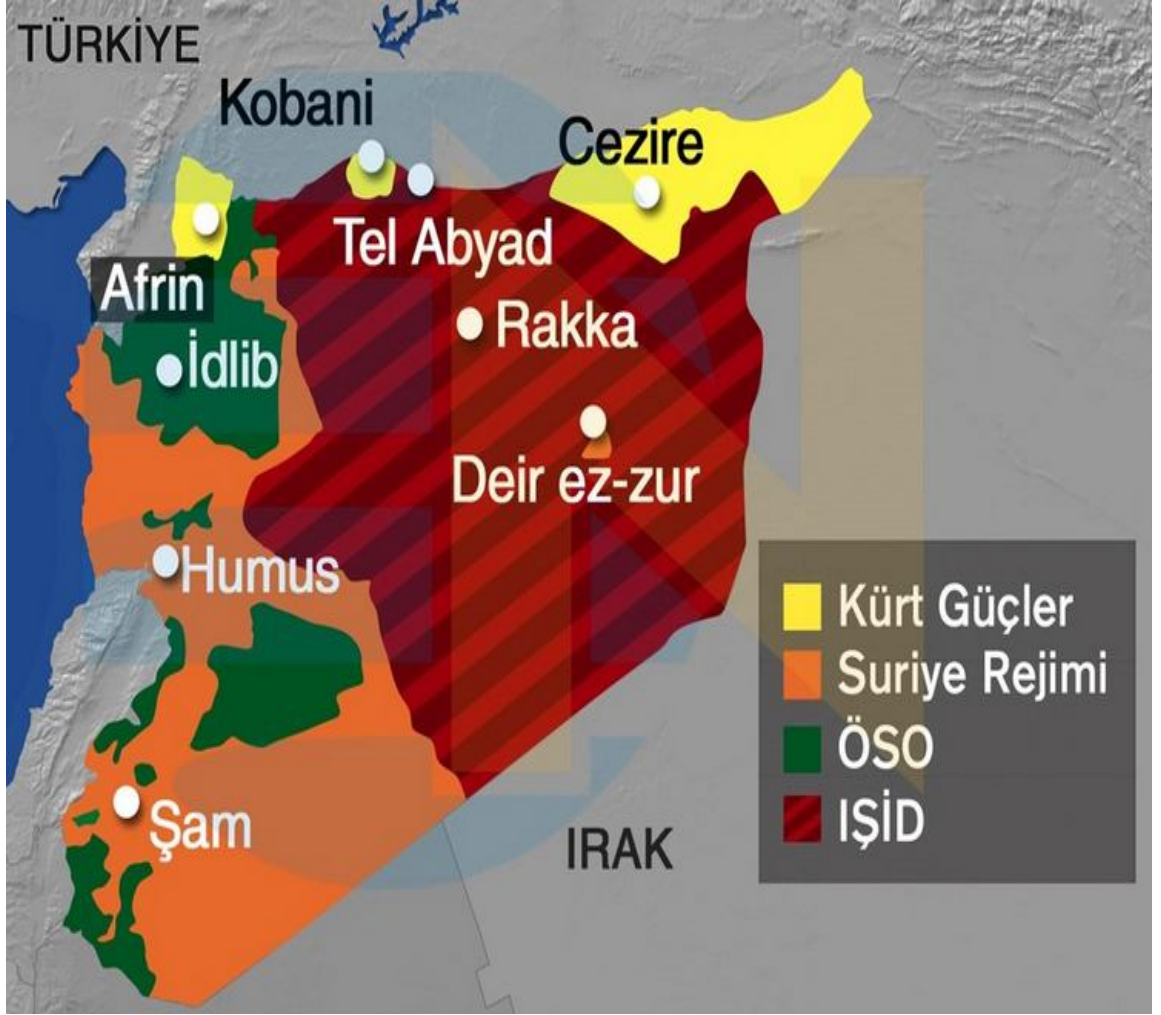 TÜRKİYE
Kobani
Cezire
Tel Abyad
Afrin
Rakka
İdlib
Deir ez-zur
Humus
Şam
IRAK
Kürt Güçler
Suriye Rejimi
ÖSO
IŞİD